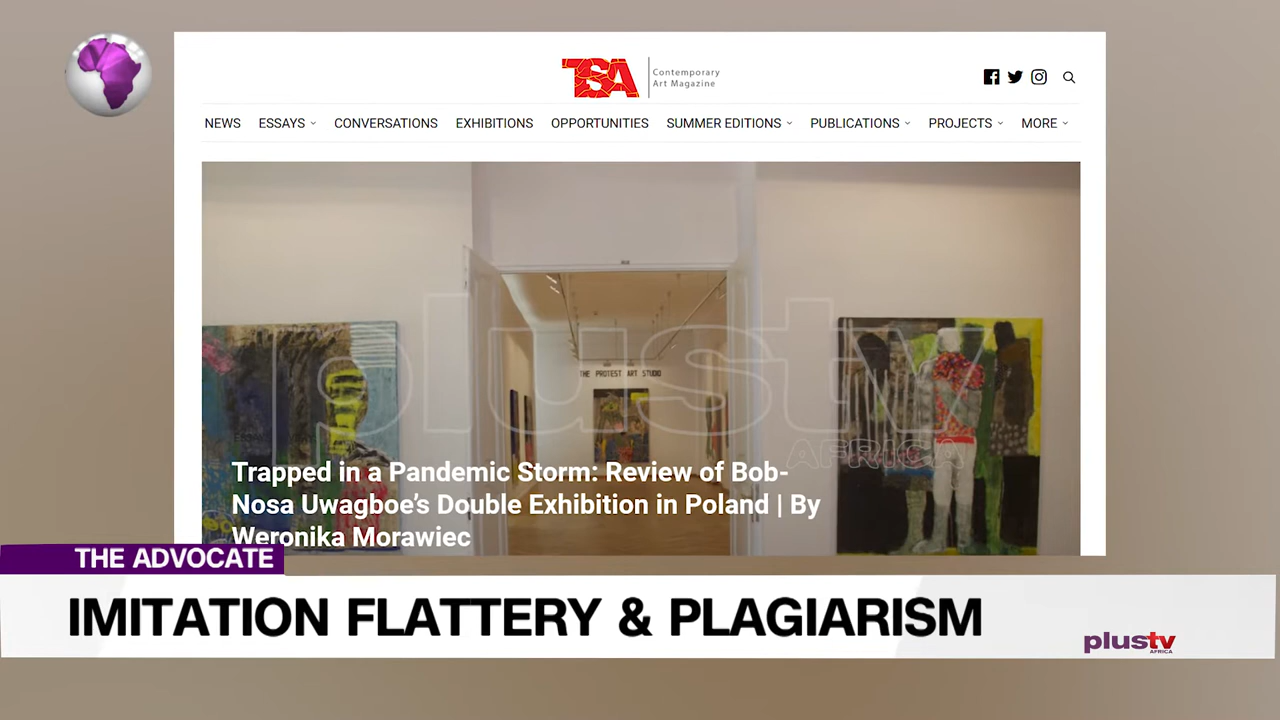 TSA
Contemporary
Art Magazine
NEWS ESSAYS CONVERSATIONS EXHIBITIONS OPPORTUNITIES SUMMER EDITIONS PUBLICATIONS PROJECTS MORE
plustv
AFRICA
THE PROTEST ART STUDIO
Trapped in a Pandemic Storm: Review of Bob-
Nosa Uwagboe's Double Exhibition in Poland | By
Weronika Morawiec
THE ADVOCATE
IMITATION FLATTERY & PLAGIARISM
plustv
AFRICA